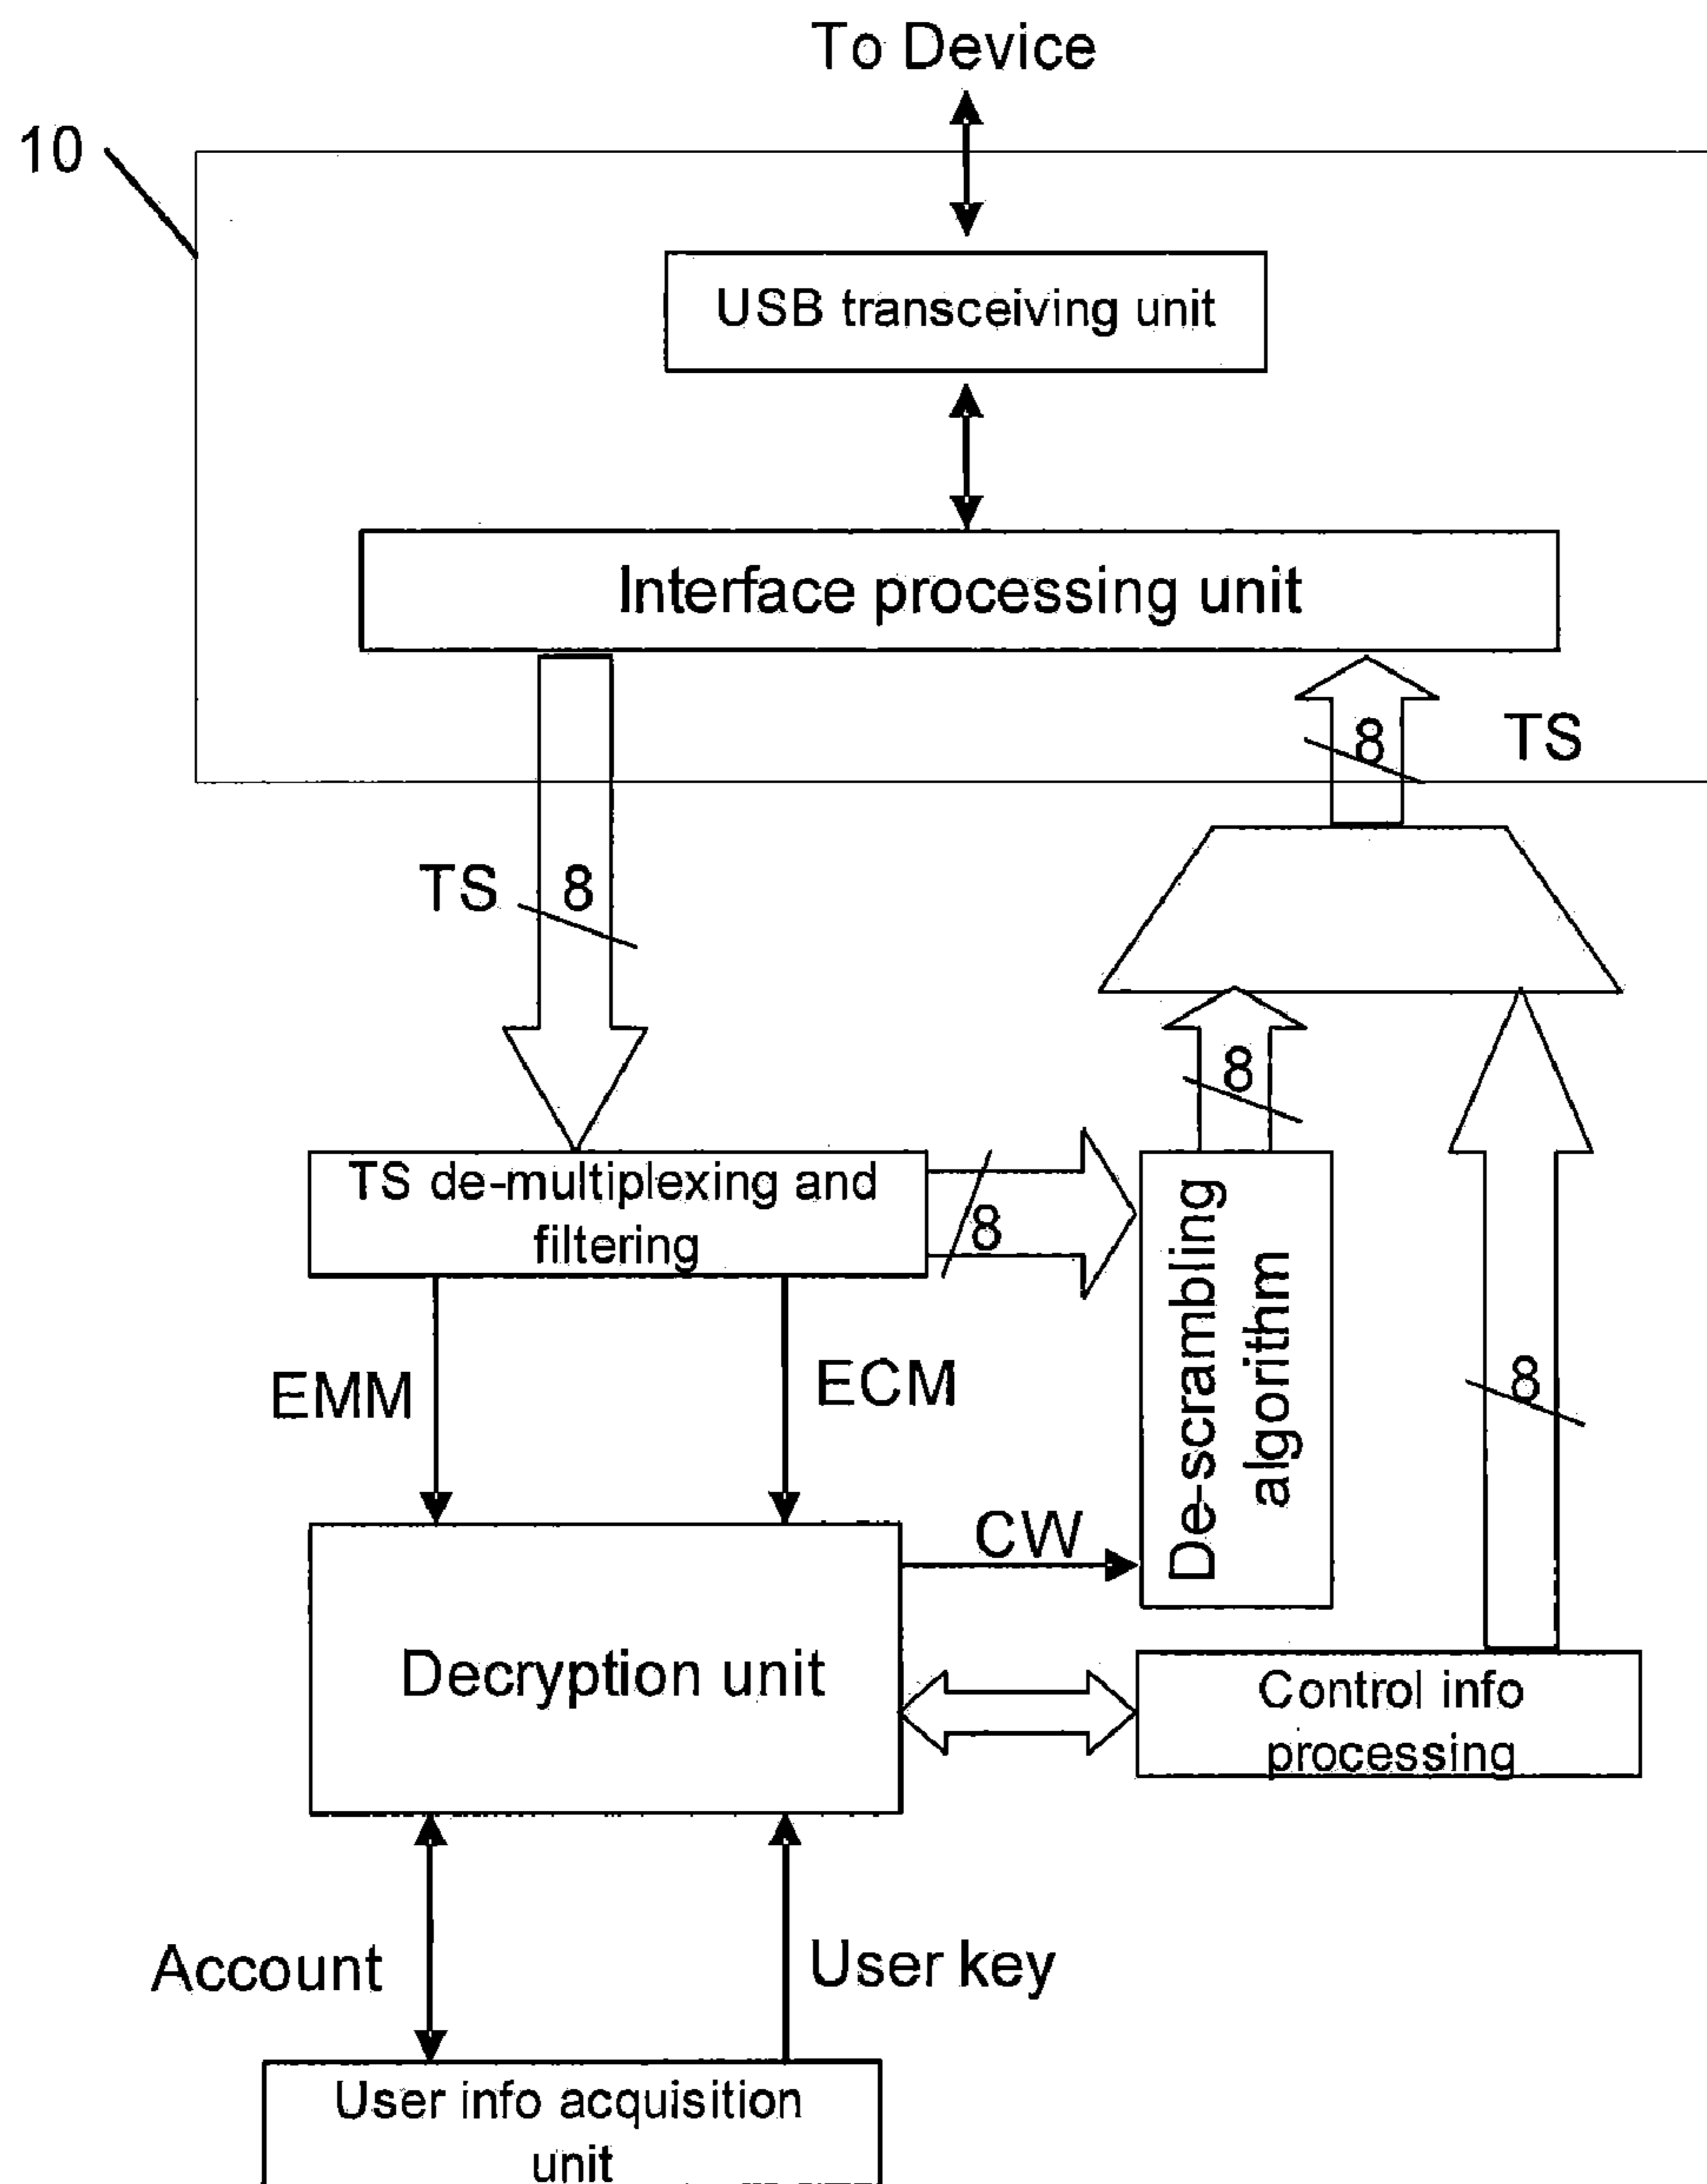 To Device
10
USB transceiving unit
Interface processing unit
8
TS
TS
8
8
TS de-multiplexing and
filtering
8
De-scrambling
algorithm
EMM
ECM
8
CW
Decryption unit
Control info
processing
Account
User key
User info acquisition
unit